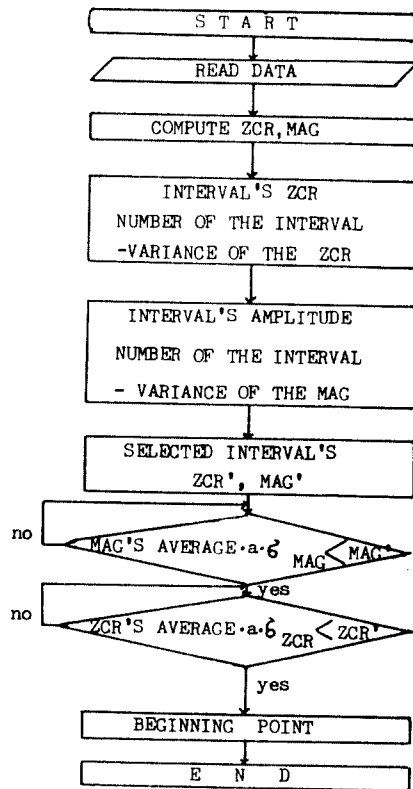 S T A R T
READ DATA
COMPUTE ZCR,MAG
INTERVAL'S ZCR
NUMBER OF THE INTERVAL
-VARIANCE OF THE ZCR
INTERVAL'S AMPLITUDE
NUMBER OF THE INTERVAL
- VARIANCE OF THE MAG
SELECTED INTERVAL'S
ZCR', MAG'
no
MAG'S AVERAGE·a·б MAG < MAG'
yes
no
ZCR'S AVERAGE·a·б ZCR < ZCR'
yes
BEGINNING POINT
E N D